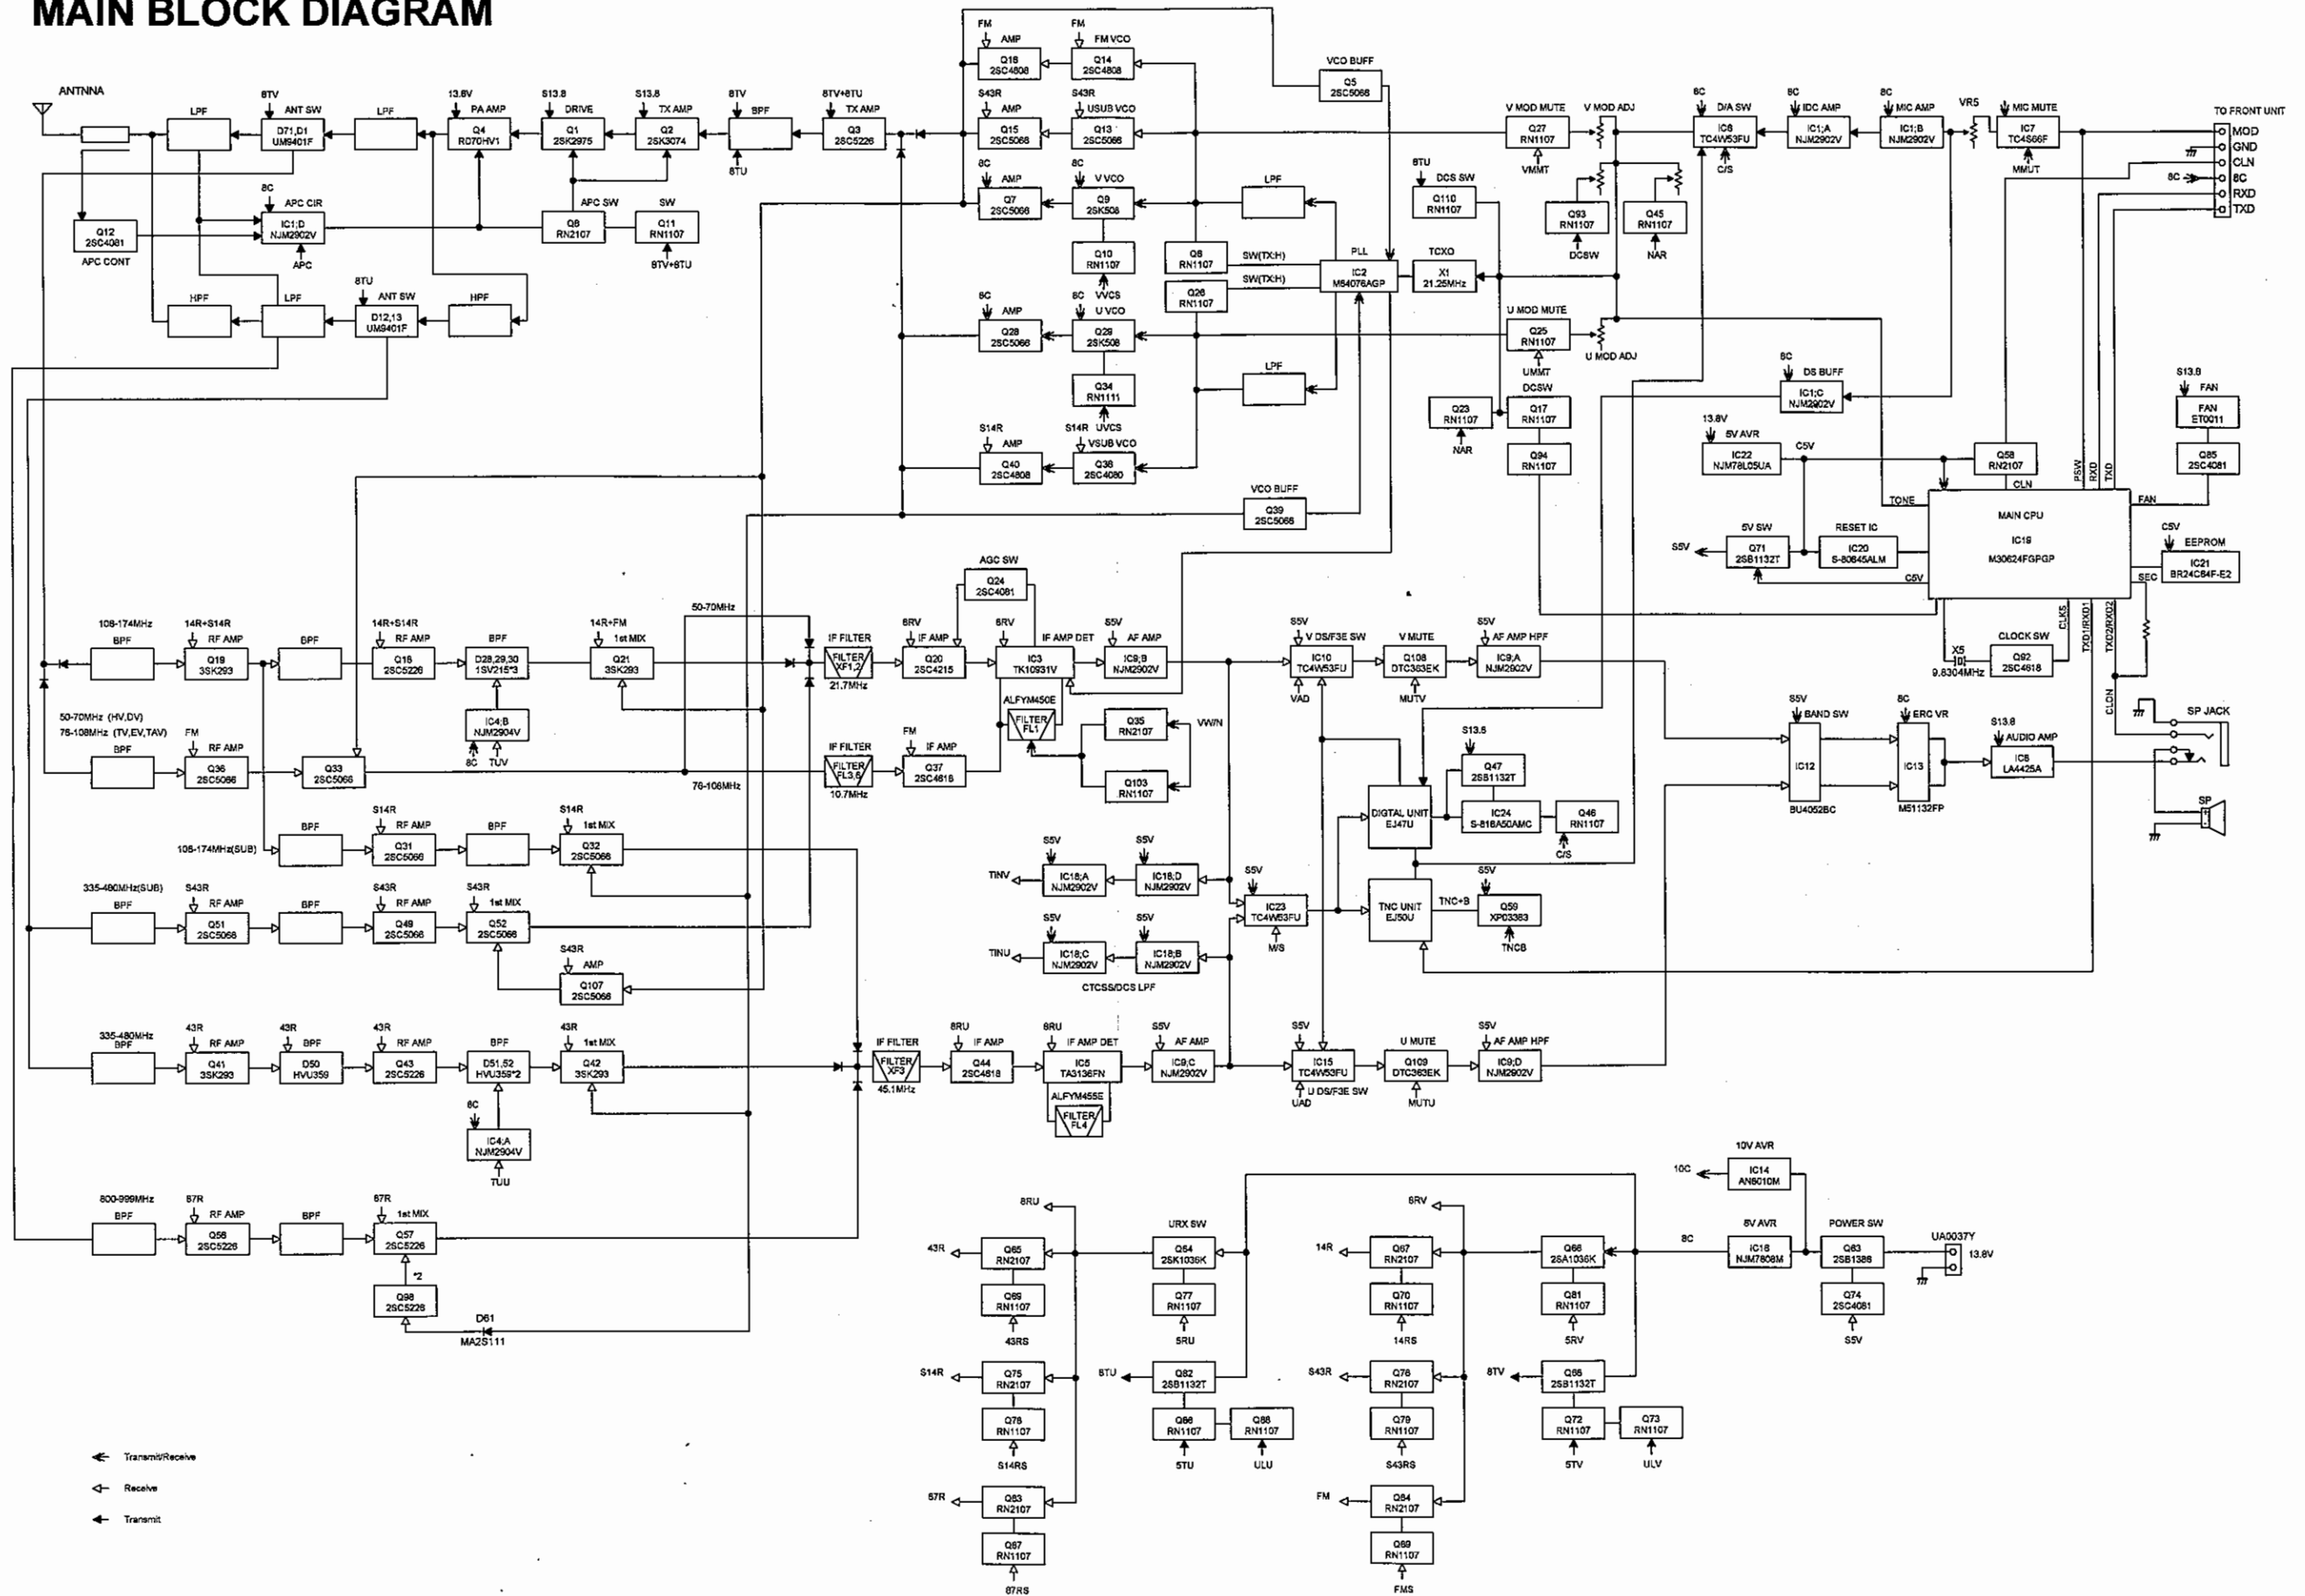 MAIN BLOCK DIAGRAM
ANTNNA
LPF
8TV
ANT SW
D71,D1
UM9401F
LPF
13.8V
PA AMP
Q4
RD70HV1
S13.8
DRIVE
Q1
2SK2975
S13.8
TX AMP
Q2
2SK3074
8TV
BPF
8TU
8TV+8TU
TX AMP
Q3
2SC5226
Q12
2SC4081
APC CONT
8C
APC CIR
IC1;D
NJM2902V
APC
APC SW
Q8
RN2107
SW
Q11
RN1107
8TV+8TU
HPF
LPF
8TU
ANT SW
D12,13
UM9401F
HPF
FM
AMP
Q16
2SC4808
FM
FM VCO
Q14
2SC4808
S43R
AMP
Q15
2SC5066
S43R
USUB VCO
Q13
2SC5066
8C
AMP
Q7
2SC5066
8C
V VCO
Q9
2SK508
Q10
RN1107
VVCS
8C
AMP
Q28
2SC5066
8C
U VCO
Q29
2SK508
Q34
RN1111
UVCS
S14R
AMP
Q40
2SC4808
S14R
VSUB VCO
Q38
2SC4080
VCO BUFF
Q5
2SC5066
LPF
Q6
RN1107
SW(TX:H)
Q26
RN1107
SW(TX:H)
PLL
IC2
M64076AGP
TCXO
X1
21.25MHz
LPF
VCO BUFF
Q39
2SC5066
8TU
DCS SW
Q110
RN1107
V MOD MUTE
Q27
RN1107
VMMT
V MOD ADJ
Q93
RN1107
DCSW
Q45
RN1107
NAR
U MOD MUTE
Q25
RN1107
UMMT
U MOD ADJ
Q23
RN1107
NAR
DCSW
Q17
RN1107
Q94
RN1107
8C
D/A SW
IC6
TC4W53FU
C/S
8C
IDC AMP
IC1;A
NJM2902V
8C
MIC AMP
IC1;B
NJM2902V
VR5
MIC MUTE
IC7
TC4S66F
MMUT
TO FRONT UNIT
MOD
GND
CLN
8C
8C
RXD
TXD
8C
DS BUFF
IC1;C
NJM2902V
13.8V
5V AVR
IC22
NJM78L05UA
C5V
Q58
RN2107
CLN
PSW
RXD
TXD
S13.8
FAN
FAN
ET0011
Q85
2SC4081
FAN
TONE
MAIN CPU
IC19
M30624FGPGP
S5V
5V SW
Q71
2SB1132T
RESET IC
IC20
S-80845ALM
C5V
C5V
EEPROM
IC21
BR24C64F-E2
SEC
CLKS
TXD1/RXD1
TXD2/RXD2
X5
9.8304MHz
CLOCK SW
Q92
2SC4618
CLON
SP JACK
SP
108-174MHz
BPF
14R+S14R
RF AMP
Q19
3SK293
BPF
14R+S14R
RF AMP
Q18
2SC5226
BPF
D28,29,30
1SV215*3
14R+FM
1st MIX
Q21
3SK293
50-70MHz
IC4;B
NJM2904V
8C
TUV
50-70MHz (HV,DV)
76-108MHz (TV,EV,TAV)
BPF
FM
RF AMP
Q36
2SC5066
Q33
2SC5066
76-108MHz
IF FILTER
FILTER
XF1,2
21.7MHz
8RV
IF AMP
Q20
2SC4215
AGC SW
Q24
2SC4081
8RV
IF AMP DET
IC3
TK10931V
S5V
AF AMP
IC9;B
NJM2902V
ALFYM450E
FILTER
FL1
Q35
RN2107
VW/N
Q103
RN1107
IF FILTER
FILTER
FL3,6
10.7MHz
FM
IF AMP
Q37
2SC4618
S5V
V DS/F3E SW
IC10
TC4W53FU
VAD
V MUTE
Q108
DTC363EK
MUTV
S5V
AF AMP HPF
IC9;A
NJM2902V
S13.5
Q47
2SB1132T
DIGTAL UNIT
EJ47U
IC24
S-816A50AMC
Q46
RN1107
C/S
S5V
BAND SW
IC12
BU4052BC
8C
ERC VR
IC13
M51132FP
S13.8
AUDIO AMP
IC8
LA4425A
108-174MHz(SUB)
BPF
S14R
RF AMP
Q31
2SC5066
BPF
S14R
1st MIX
Q32
2SC5066
335-480MHz(SUB)
BPF
S43R
RF AMP
Q51
2SC5066
BPF
S43R
RF AMP
Q49
2SC5066
S43R
1st MIX
Q52
2SC5066
S43R
AMP
Q107
2SC5066
TINV
S5V
IC18;A
NJM2902V
S5V
IC18;D
NJM2902V
TINU
S5V
IC18;C
NJM2902V
S5V
IC18;B
NJM2902V
CTCSS/DCS LPF
S5V
IC23
TC4W53FU
M/S
TNC UNIT
EJ50U
TNC+B
S5V
Q59
XP03383
TNCB
335-480MHz
BPF
43R
RF AMP
Q41
3SK293
43R
BPF
D50
HVU359
43R
RF AMP
Q43
2SC5226
BPF
D51,52
HVU359*2
43R
1st MIX
Q42
3SK293
8C
IC4;A
NJM2904V
TUU
IF FILTER
FILTER
XF3
45.1MHz
8RU
IF AMP
Q44
2SC4618
8RU
IF AMP DET
IC5
TA3136FN
ALFYM455E
FILTER
FL4
S5V
AF AMP
IC9;C
NJM2902V
S5V
IC15
TC4W53FU
U DS/F3E SW
UAD
U MUTE
Q109
DTC363EK
MUTU
S5V
AF AMP HPF
IC9;D
NJM2902V
800-999MHz
BPF
87R
RF AMP
Q56
2SC5226
BPF
87R
1st MIX
Q57
2SC5226
*2
Q98
2SC5226
D61
MA2S111
8RU
43R
Q65
RN2107
Q69
RN1107
43RS
S14R
Q75
RN2107
Q78
RN1107
S14RS
87R
Q83
RN2107
Q87
RN1107
87RS
URX SW
Q64
2SK1036K
Q77
RN1107
5RU
8TU
Q82
2SB1132T
Q86
RN1107
5TU
Q88
RN1107
ULU
8RV
14R
Q67
RN2107
Q70
RN1107
14RS
S43R
Q76
RN2107
Q79
RN1107
S43RS
FM
Q84
RN2107
Q89
RN1107
FMS
Q66
2SA1036K
Q81
RN1107
5RV
8TV
Q68
2SB1132T
Q72
RN1107
5TV
Q73
RN1107
ULV
10V AVR
10C
IC14
AN8010M
8C
8V AVR
IC16
NJM7808M
POWER SW
Q63
2SB1386
Q74
2SC4081
S5V
UA0037Y
13.8V
Transmit/Receive
Receive
Transmit